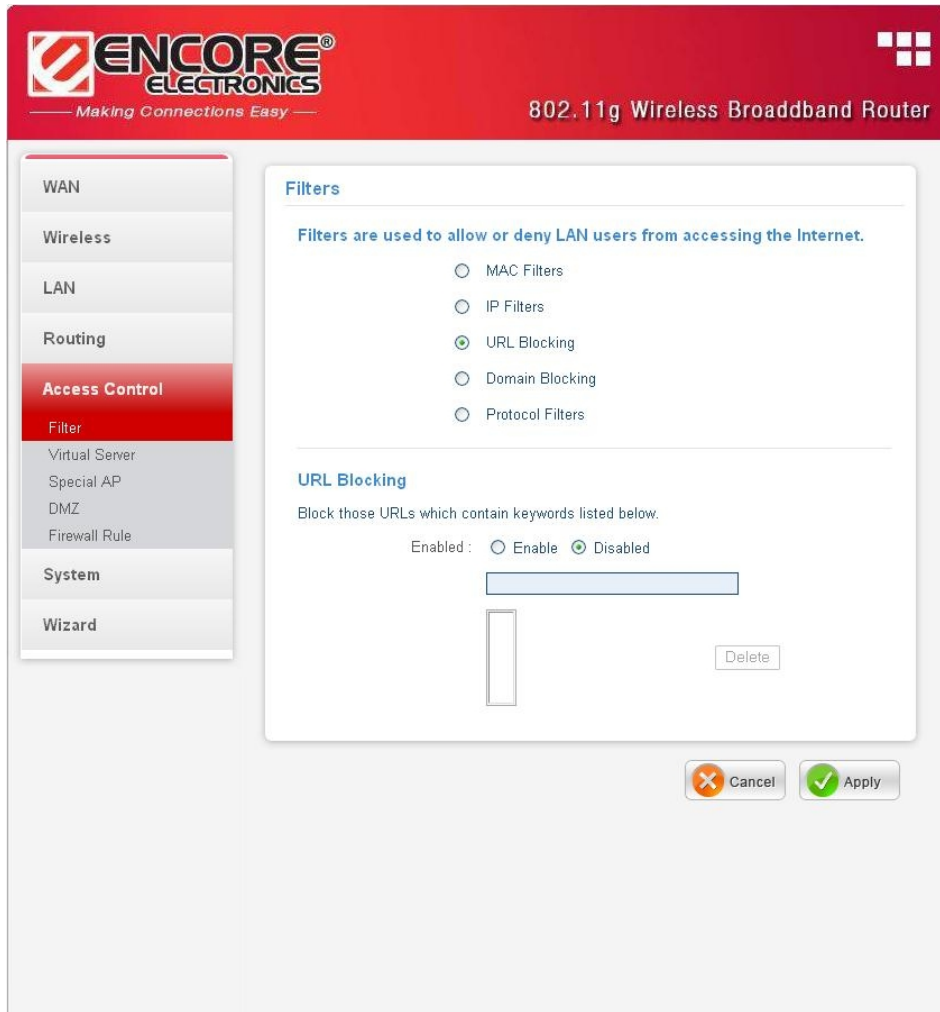 ENCORE®
ELECTRONICS
Making Connections Easy
802.11g Wireless Broaddband Router
WAN
Wireless
LAN
Routing
Access Control
Filter
Virtual Server
Special AP
DMZ
Firewall Rule
System
Wizard
Filters
Filters are used to allow or deny LAN users from accessing the Internet.
MAC Filters
IP Filters
URL Blocking
Domain Blocking
Protocol Filters
URL Blocking
Block those URLs which contain keywords listed below.
Enabled : Enable Disabled
Delete
Cancel Apply